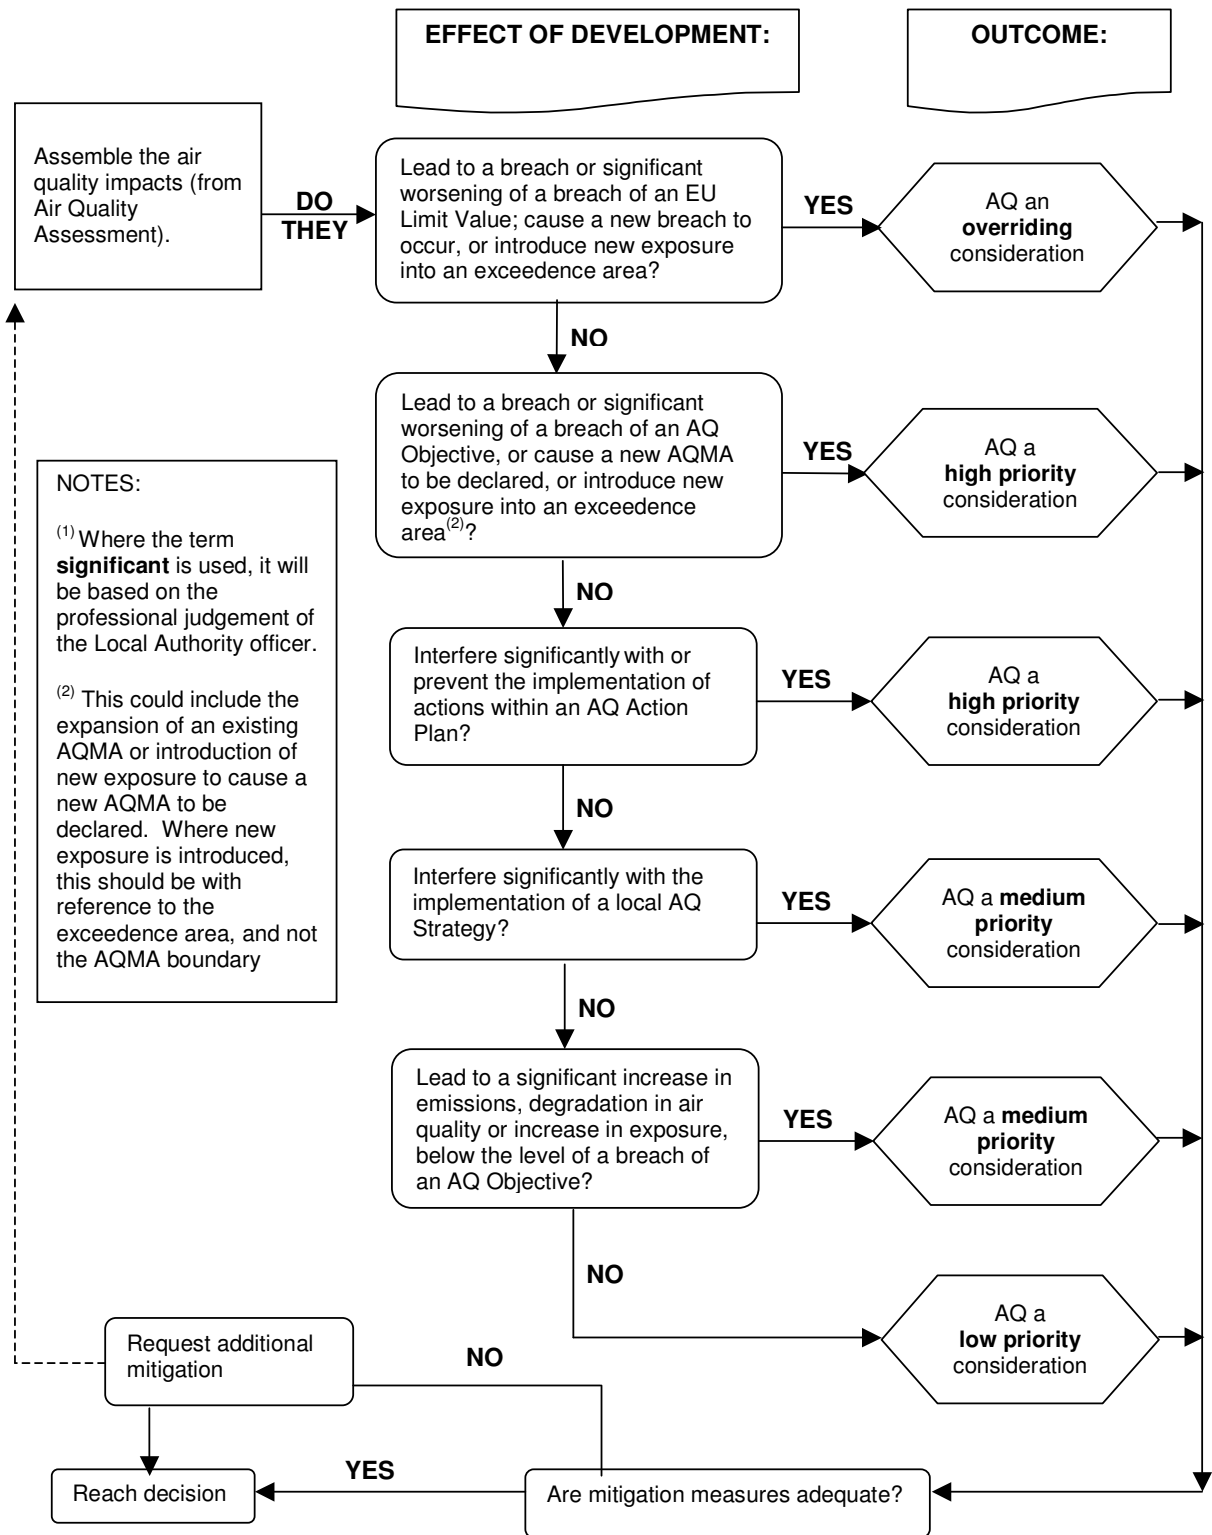 EFFECT OF DEVELOPMENT:
OUTCOME:
Assemble the air
quality impacts (from
Air Quality
Assessment).
DO
THEY
Lead to a breach or significant
worsening of a breach of an EU
Limit Value; cause a new breach to
occur, or introduce new exposure
into an exceedence area?
YES
AQ an
overriding
consideration
NO
Lead to a breach or significant
worsening of a breach of an AQ
Objective, or cause a new AQMA
to be declared, or introduce new
exposure into an exceedence
area(2)?
YES
AQ a
high priority
consideration
NOTES:
(1) Where the term
significant is used, it will
be based on the
professional judgement of
the Local Authority officer.
(2) This could include the
expansion of an existing
AQMA or introduction of
new exposure to cause a
new AQMA to be
declared. Where new
exposure is introduced,
this should be with
reference to the
exceedence area, and not
the AQMA boundary
NO
Interfere significantly with or
prevent the implementation of
actions within an AQ Action
Plan?
YES
AQ a
high priority
consideration
NO
Interfere significantly with the
implementation of a local AQ
Strategy?
YES
AQ a medium
priority
consideration
NO
Lead to a significant increase in
emissions, degradation in air
quality or increase in exposure,
below the level of a breach of
an AQ Objective?
YES
AQ a medium
priority
consideration
NO
AQ a
low priority
consideration
Request additional
mitigation
NO
Reach decision
YES
Are mitigation measures adequate?